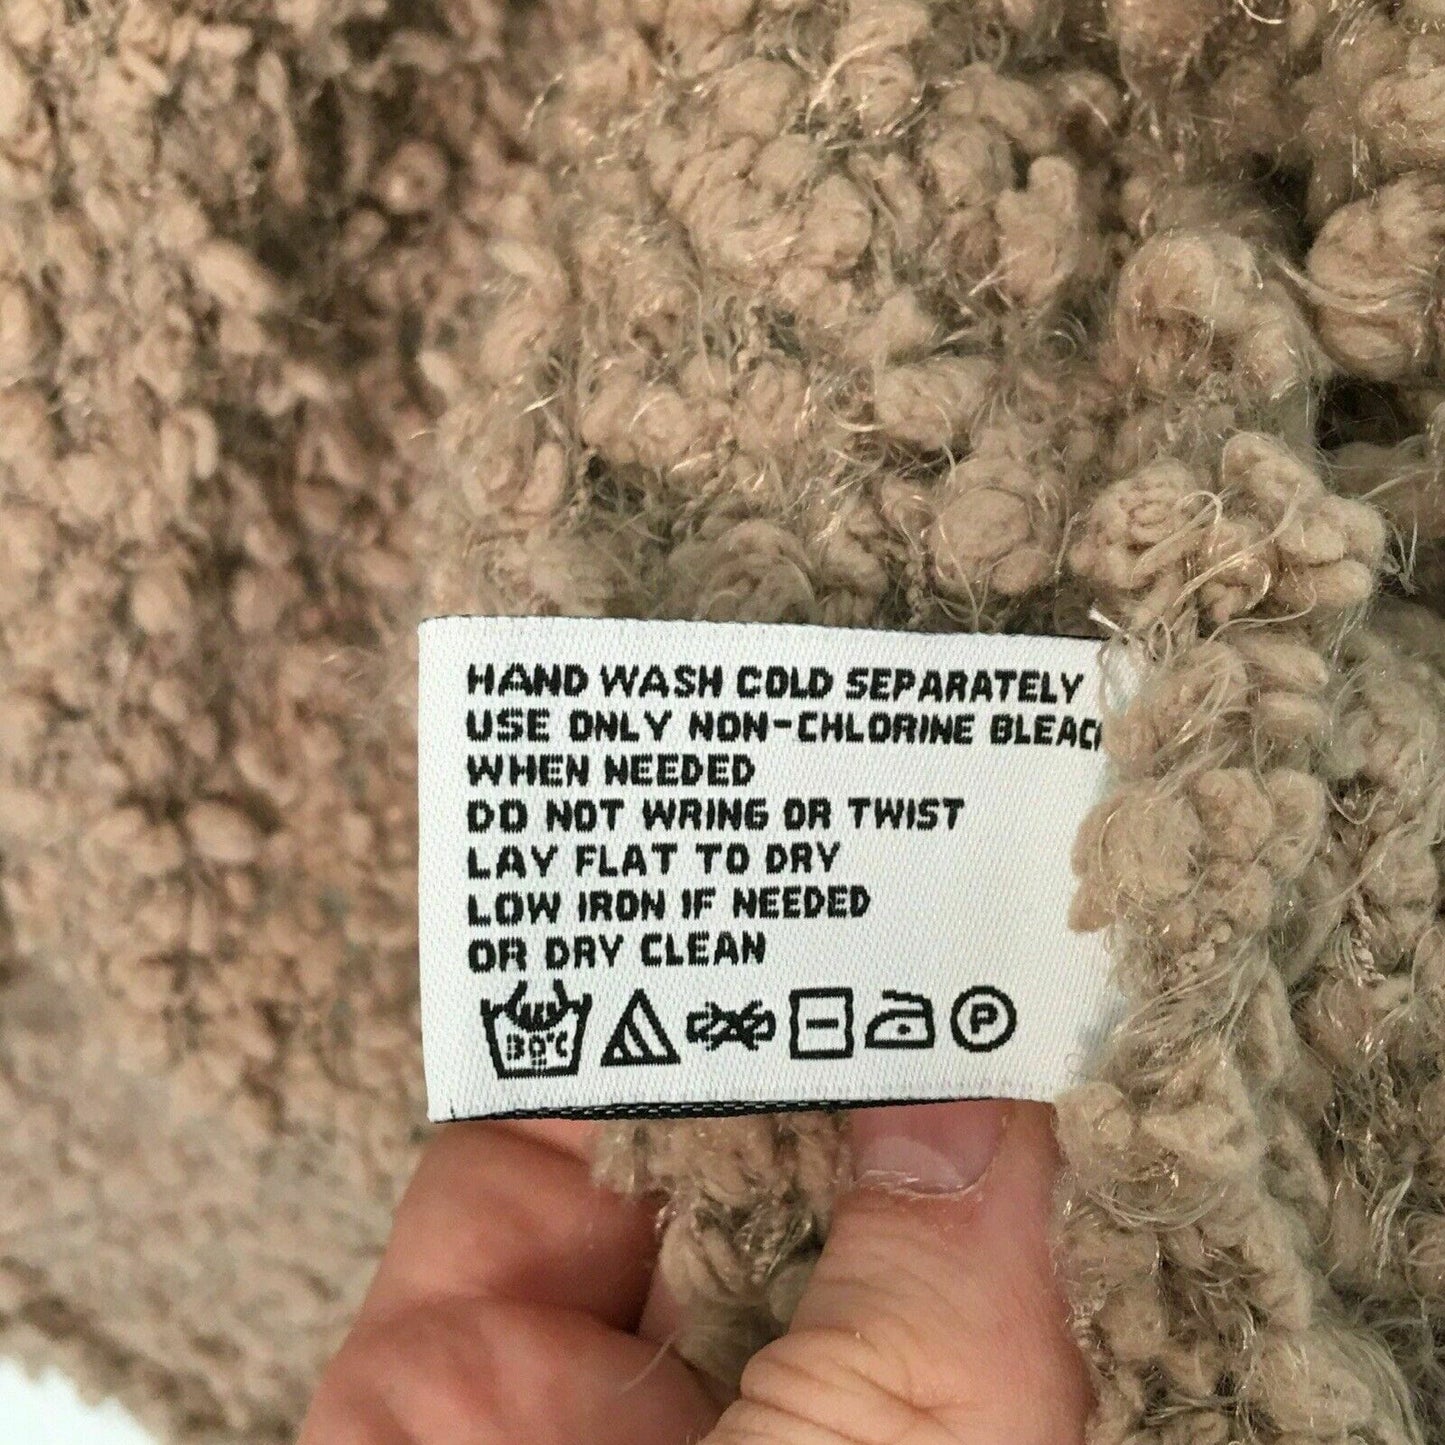 HAND WASH COLD SEPARATELY
USE ONLY NON-CHLORINE BLEACH
WHEN NEEDED
DO NOT WRING OR TWIST
LAY FLAT TO DRY
LOW IRON IF NEEDED
OR DRY CLEAN
30°C
P